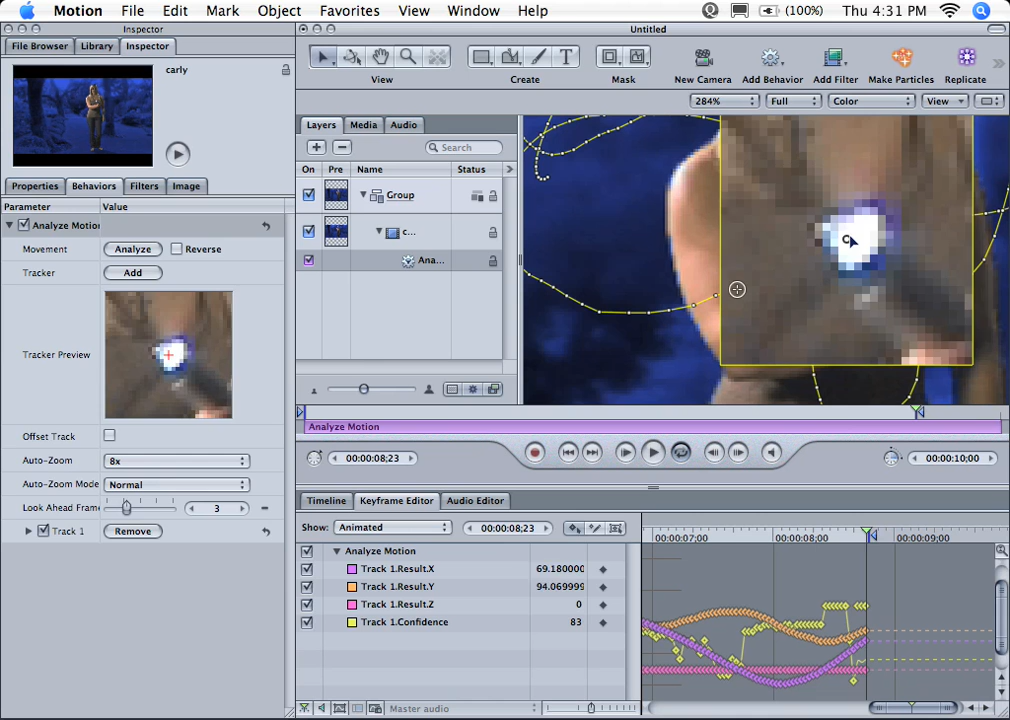 Motion File Edit Mark Object Favorites View Window Help (100%) Thu 4:31 PM
Inspector
Untitled
File Browser Library Inspector
carly
View Create Mask New Camera Add Behavior Add Filter Make Particles Replicate
284% Full Color View
Layers Media Audio
Search
On Pre Name Status
Group
c...
Ana...
Properties Behaviors Filters Image
Parameter Value
Analyze Motion
Movement Analyze Reverse
Tracker Add
Tracker Preview
Offset Track
Auto-Zoom 8x
Auto-Zoom Mode Normal
Look Ahead Frame 3
Track 1 Remove
Analyze Motion
00:00:08;23
00:00:10;00
Timeline Keyframe Editor Audio Editor
Show: Animated 00:00:08;23
00:00:07;00 00:00:08;00 00:00:09;00
Analyze Motion
Track 1.Result.X 69.180000
Track 1.Result.Y 94.069999
Track 1.Result.Z 0
Track 1.Confidence 83
Master audio